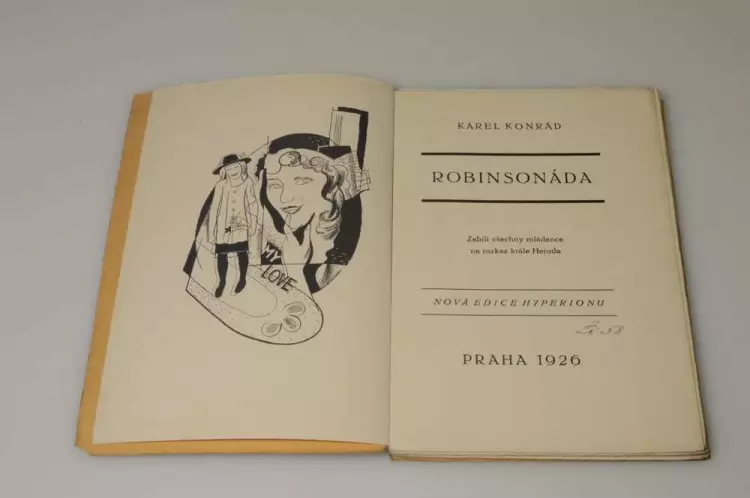 MY
LOVE
KAREL KONRÁD
ROBINSONÁDA
Zabili všechny mládence
na rozkaz krále Heroda
NOVÁ EDICE HYPERIONU
PRAHA 1926